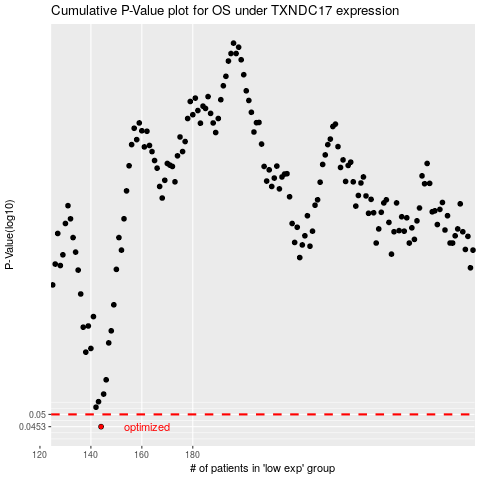 Cumulative P-Value plot for OS under TXNDC17 expression
P-Value(log10)
0.05
0.0453
optimized
120 140 160 180
# of patients in 'low exp' group